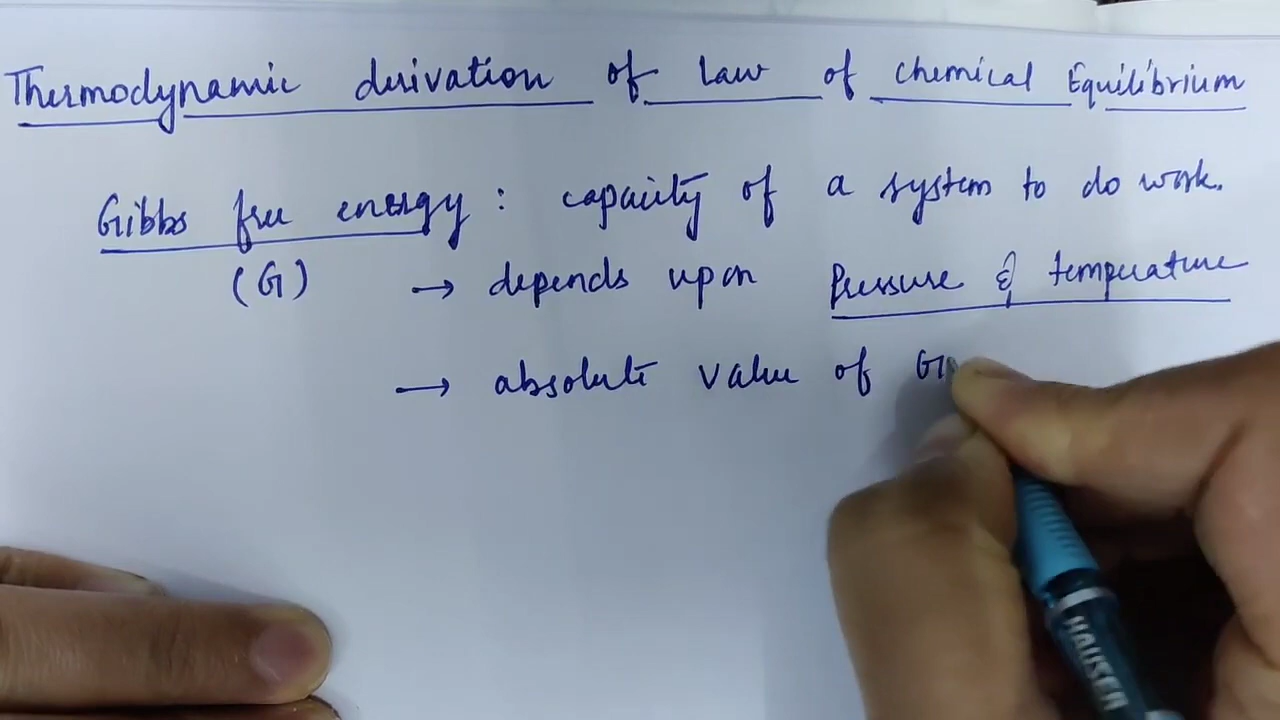 Thermodynamic derivation of law of chemical Equilibrium
Gibbs free energy : capacity of a system to do work.
(G) → depends upon Pressure & temperature
→ absolute value of
HAUSER